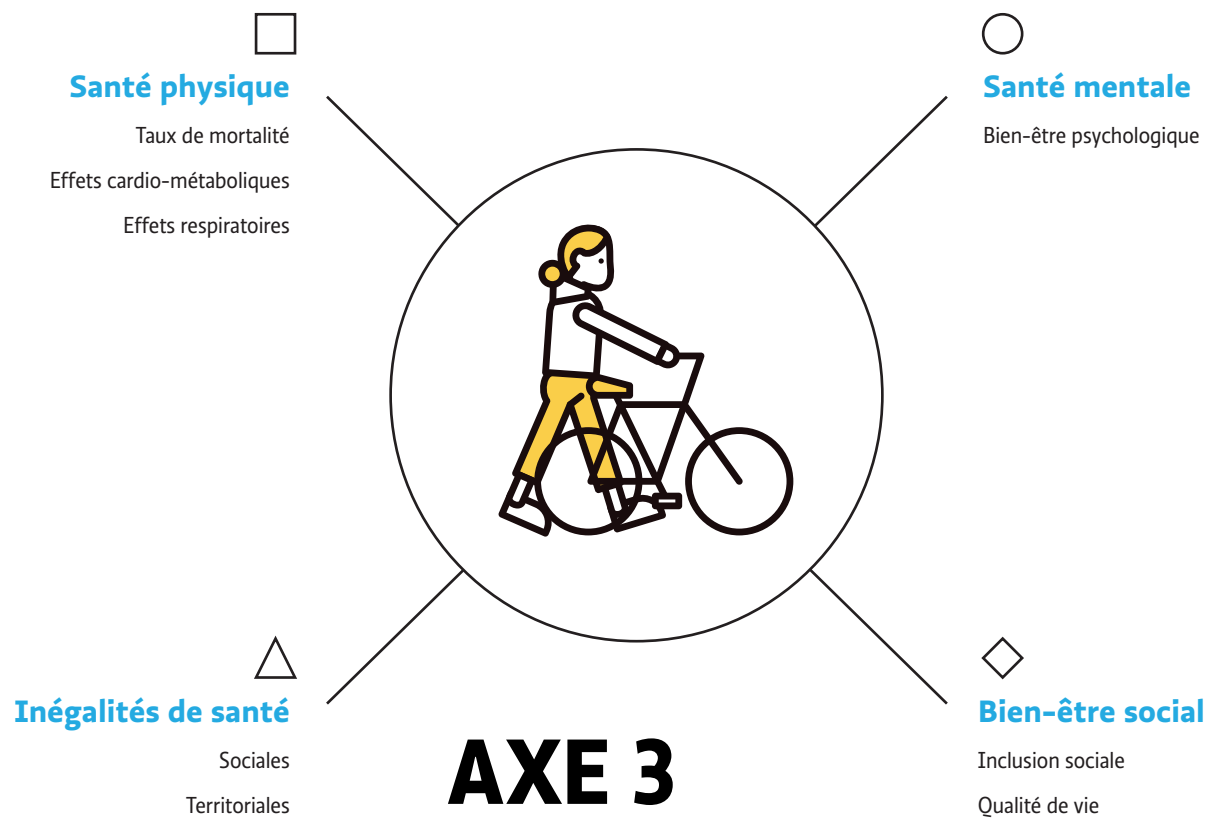 Santé physique
Taux de mortalité
Effets cardio-métaboliques
Effets respiratoires
Santé mentale
Bien-être psychologique
Inégalités de santé
Sociales
Territoriales
AXE 3
Bien-être social
Inclusion sociale
Qualité de vie